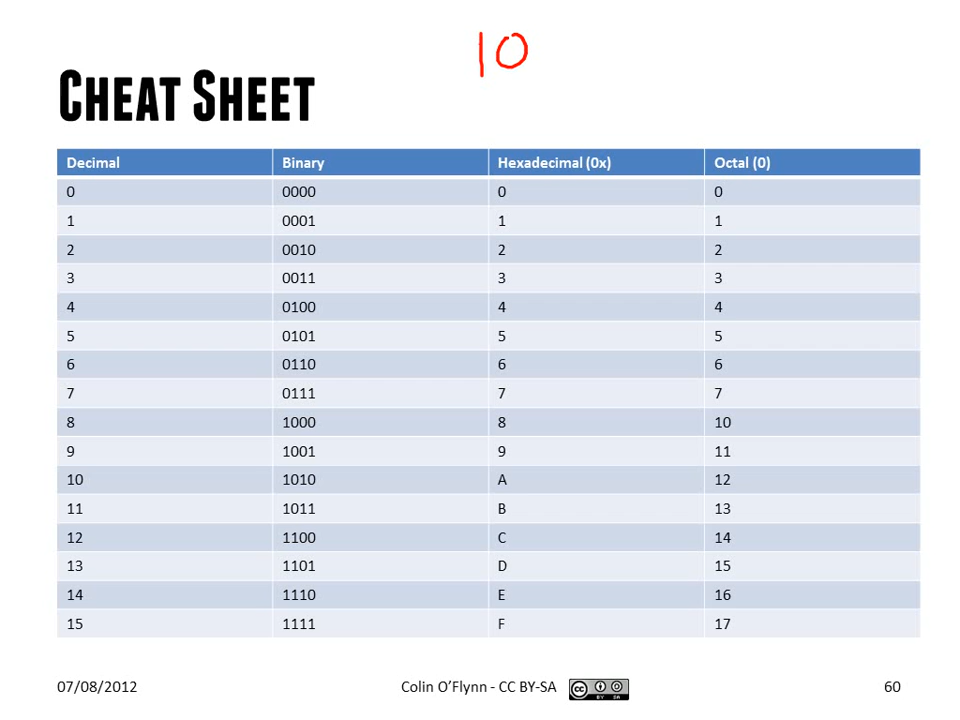 10
CHEAT SHEET
Decimal Binary Hexadecimal (0x) Octal (0)
0 0000 0 0
1 0001 1 1
2 0010 2 2
3 0011 3 3
4 0100 4 4
5 0101 5 5
6 0110 6 6
7 0111 7 7
8 1000 8 10
9 1001 9 11
10 1010 A 12
11 1011 B 13
12 1100 C 14
13 1101 D 15
14 1110 E 16
15 1111 F 17
07/08/2012 Colin O'Flynn - CC BY-SA cc BY SA 60